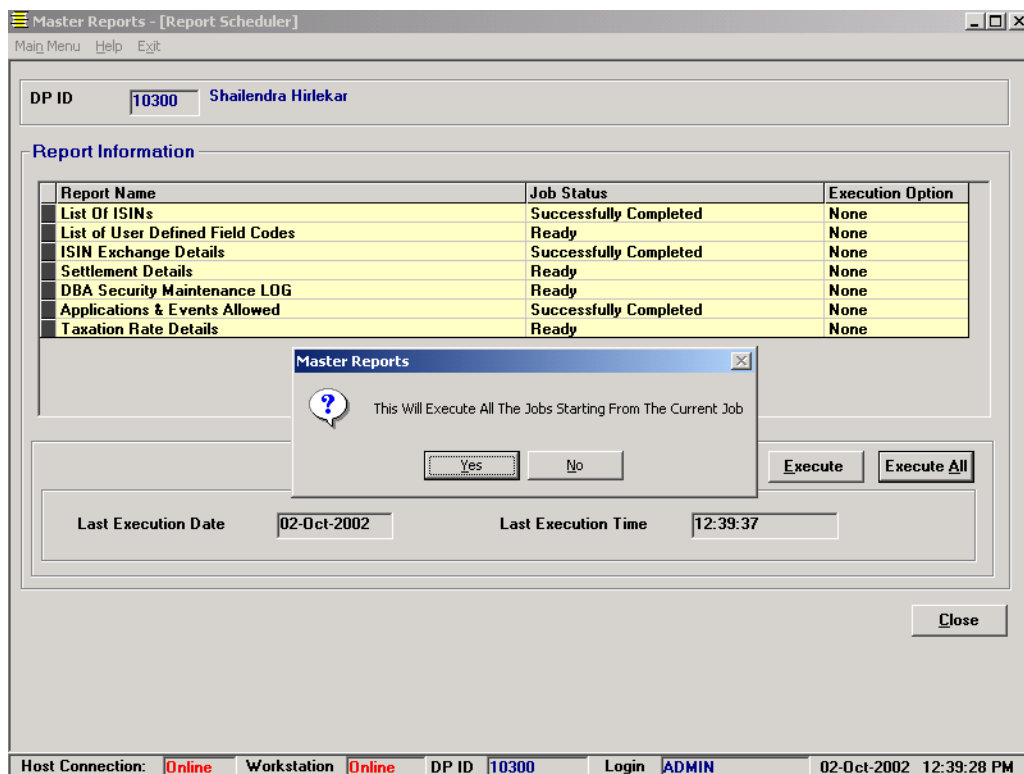 Master Reports - [Report Scheduler]
Main Menu Help Exit
DP ID 10300 Shailendra Hirlekar
Report Information
Report Name Job Status Execution Option
List Of ISINs Successfully Completed None
List of User Defined Field Codes Ready None
ISIN Exchange Details Successfully Completed None
Settlement Details Ready None
DBA Security Maintenance LOG Ready None
Applications & Events Allowed Successfully Completed None
Taxation Rate Details Ready None
Master Reports
This Will Execute All The Jobs Starting From The Current Job
Yes No
Execute Execute All
Last Execution Date 02-Oct-2002 Last Execution Time 12:39:37
Close
Host Connection: Online Workstation Online DP ID 10300 Login ADMIN 02-Oct-2002 12:39:28 PM